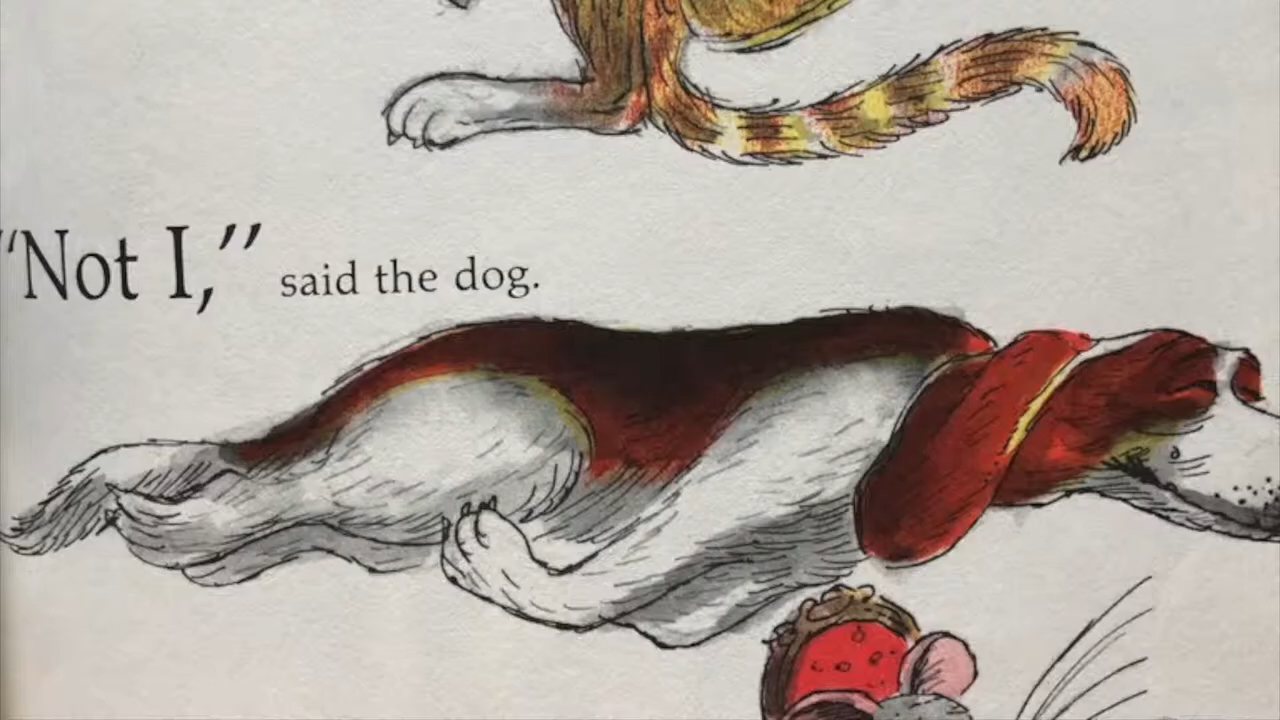 “Not I,” said the dog.